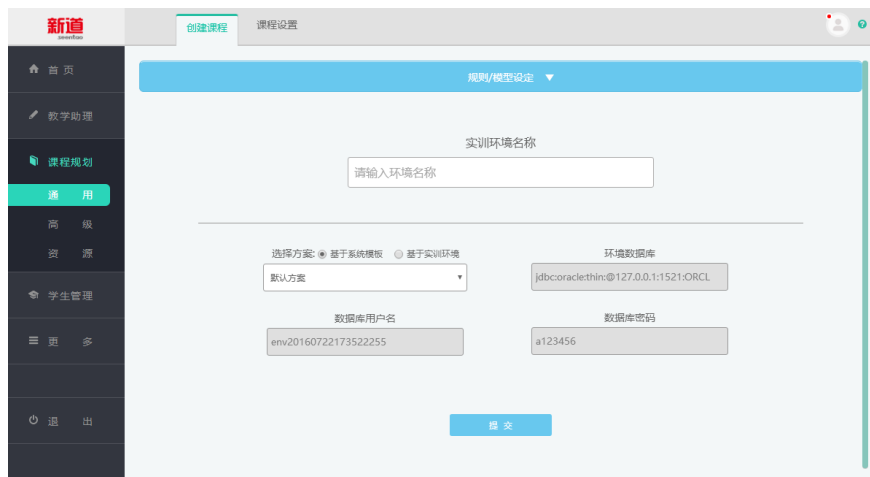 新道
.seentao
创建课程
课程设置
首 页
教学助理
课程规划
通 用
高 级
资 源
学生管理
更 多
退 出
规则/模型设定 ▼
实训环境名称
请输入环境名称
选择方案: 基于系统模板 基于实训环境
环境数据库
默认方案
jdbc:oracle:thin:@127.0.0.1:1521:ORCL
数据库用户名
数据库密码
env20160722173522255
a123456
提 交